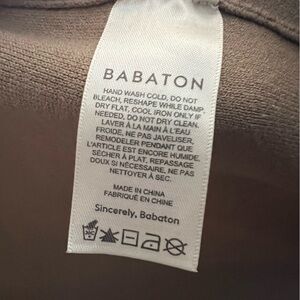 BABATON
HAND WASH COLD, DO NOT
BLEACH, RESHAPE WHILE DAMP,
DRY FLAT, COOL IRON ONLY IF
NEEDED, DO NOT DRY CLEAN.
LAVER À LA MAIN À L'EAU
FROIDE, NE PAS JAVELISER,
REMODELER PENDANT QUE
L'ARTICLE EST ENCORE HUMIDE,
SÉCHER À PLAT, REPASSAGE
DOUX SI NÉCESSAIRE, NE PAS
NETTOYER À SEC.
MADE IN CHINA
FABRIQUÉ EN CHINE
Sincerely, Babaton